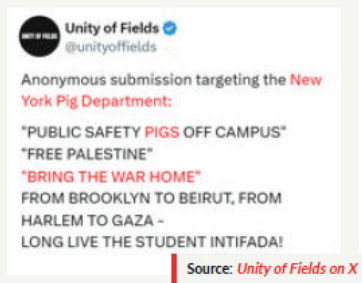 UNITY OF FIELDS
Unity of Fields
@unityoffields
Anonymous submission targeting the New
York Pig Department:
"PUBLIC SAFETY PIGS OFF CAMPUS"
"FREE PALESTINE"
"BRING THE WAR HOME"
FROM BROOKLYN TO BEIRUT, FROM
HARLEM TO GAZA -
LONG LIVE THE STUDENT INTIFADA!
Source: Unity of Fields on X